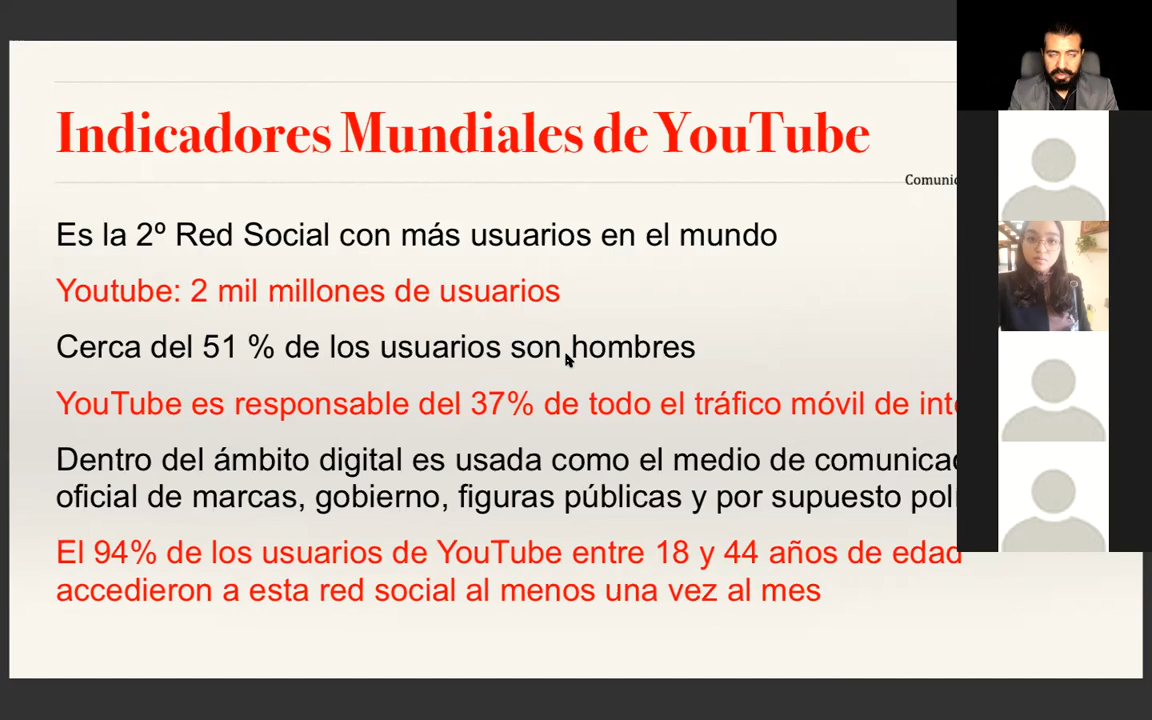 Indicadores Mundiales de YouTube
Es la 2º Red Social con más usuarios en el mundo
Youtube: 2 mil millones de usuarios
Cerca del 51 % de los usuarios son hombres
YouTube es responsable del 37% de todo el tráfico móvil de
Dentro del ámbito digital es usada como el medio de
oficial de marcas, gobierno, figuras públicas y por supuesto
El 94% de los usuarios de YouTube entre 18 y 44 años de edad
accedieron a esta red social al menos una vez al mes